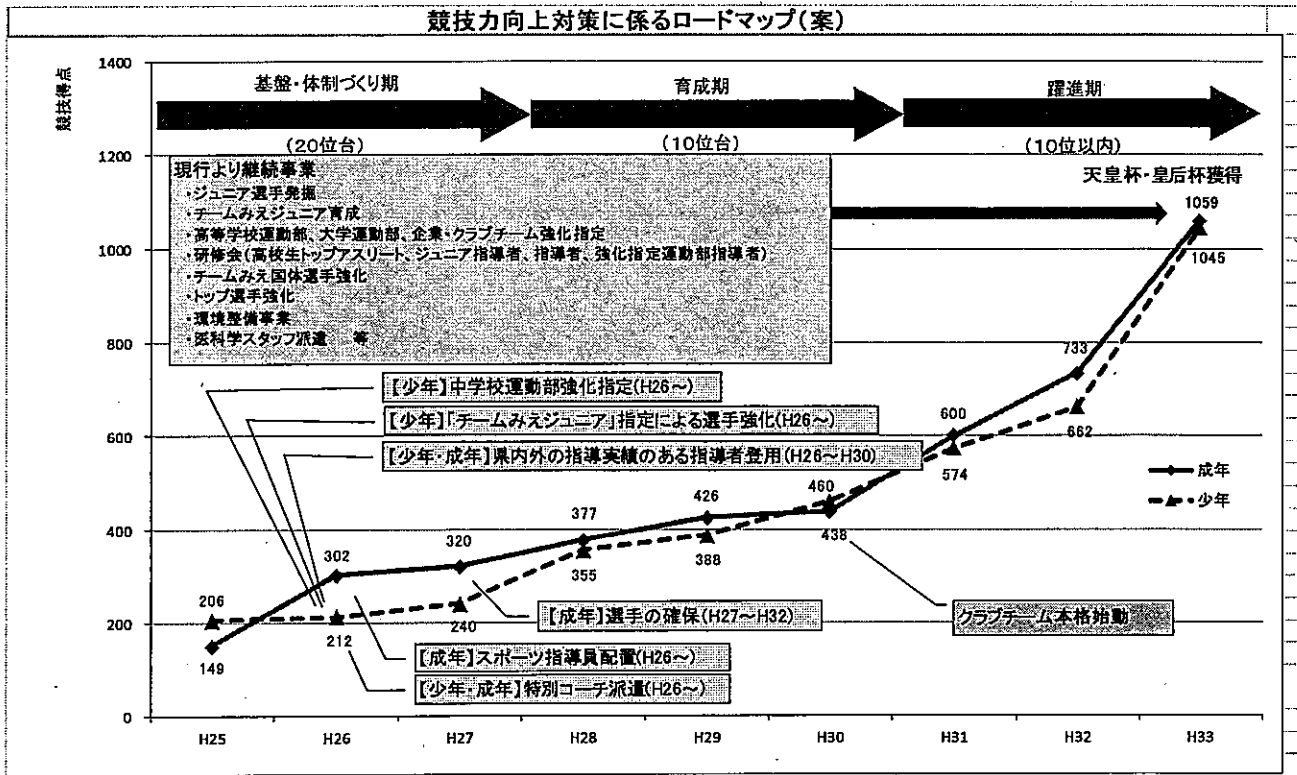 競技力向上対策に係るロードマップ(案)
競技得点
1400
1200
1000
800
600
400
200
0
基盤・体制づくり期
育成期
躍進期
(20位台)
(10位台)
(10位以内)
天皇杯・皇后杯獲得
現行より継続事業
・ジュニア選手発掘
・チームみえジュニア育成
・高等学校運動部、大学運動部、企業・クラブチーム強化指定
・研修会(高校生トップアスリート、ジュニア指導者、指導者、強化指定運動部指導者)
・チームみえ国体選手強化
・トップ選手強化
・環境整備事業
・医科学スタッフ派遣 等
【少年】中学校運動部強化指定(H26~)
【少年】「チームみえジュニア」指定による選手強化(H26~)
【少年・成年】県内外の指導実績のある指導者登用(H26~H30)
1059
1045
733
662
600
574
460
438
426
388
377
355
320
240
302
212
206
149
成年
少年
【成年】選手の確保(H27~H32)
クラブチーム本格始動
【成年】スポーツ指導員配置(H26~)
【少年・成年】特別コーチ派遣(H26~)
H25
H26
H27
H28
H29
H30
H31
H32
H33